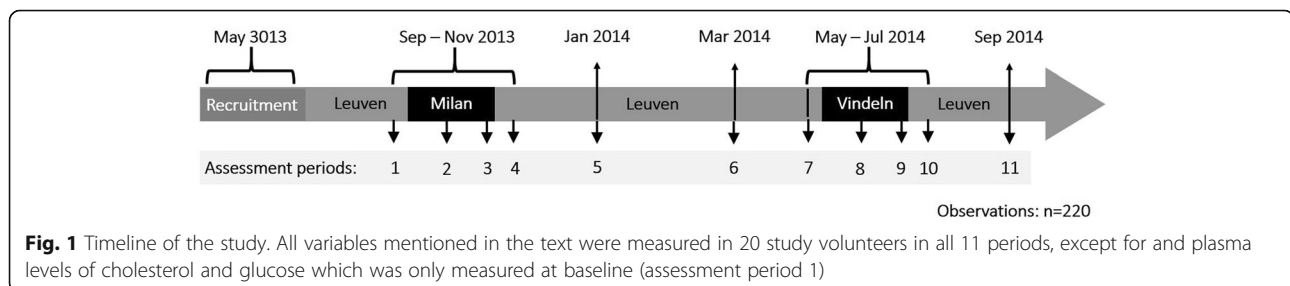 May 3013 Sep – Nov 2013 Jan 2014 Mar 2014 May – Jul 2014 Sep 2014
Recruitment Leuven Milan Leuven Vindeln Leuven
Assessment periods: 1 2 3 4 5 6 7 8 9 10 11
Observations: n=220
Fig. 1 Timeline of the study. All variables mentioned in the text were measured in 20 study volunteers in all 11 periods, except for and plasma
levels of cholesterol and glucose which was only measured at baseline (assessment period 1)